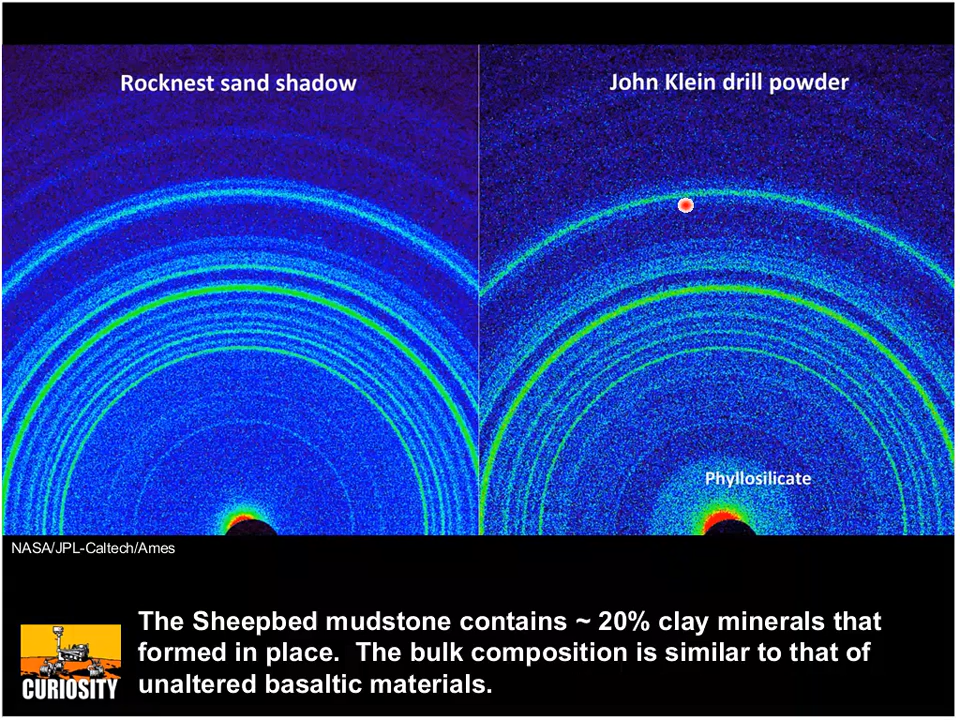 Rocknest sand shadow
John Klein drill powder
Phyllosilicate
NASA/JPL-Caltech/Ames
The Sheepbed mudstone contains ~ 20% clay minerals that
formed in place.  The bulk composition is similar to that of
unaltered basaltic materials.
CURIOSITY